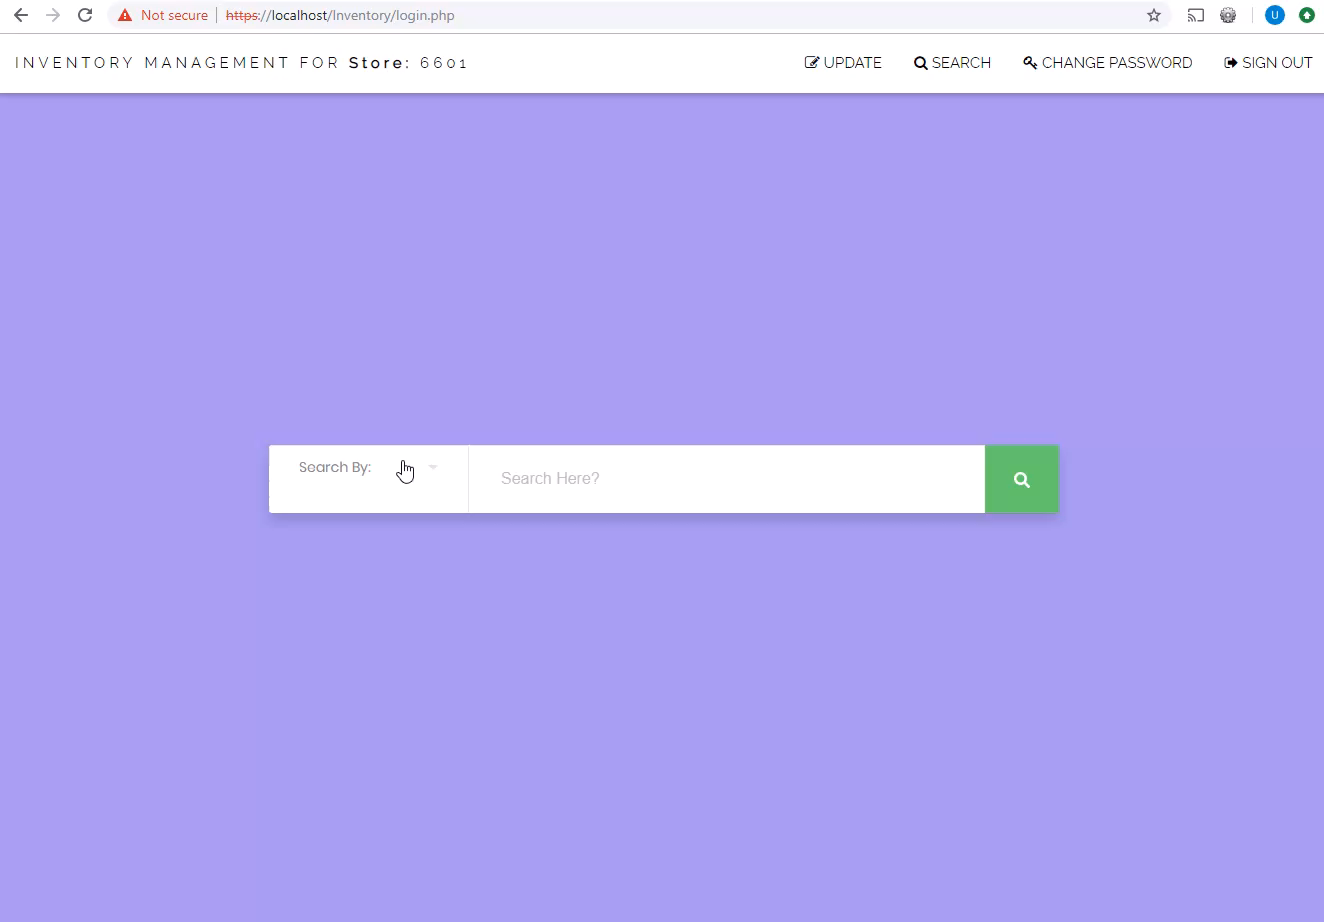 Not secure https://localhost/Inventory/login.php U
INVENTORY MANAGEMENT FOR Store: 6601 UPDATE SEARCH CHANGE PASSWORD SIGN OUT
Search By: Search Here?